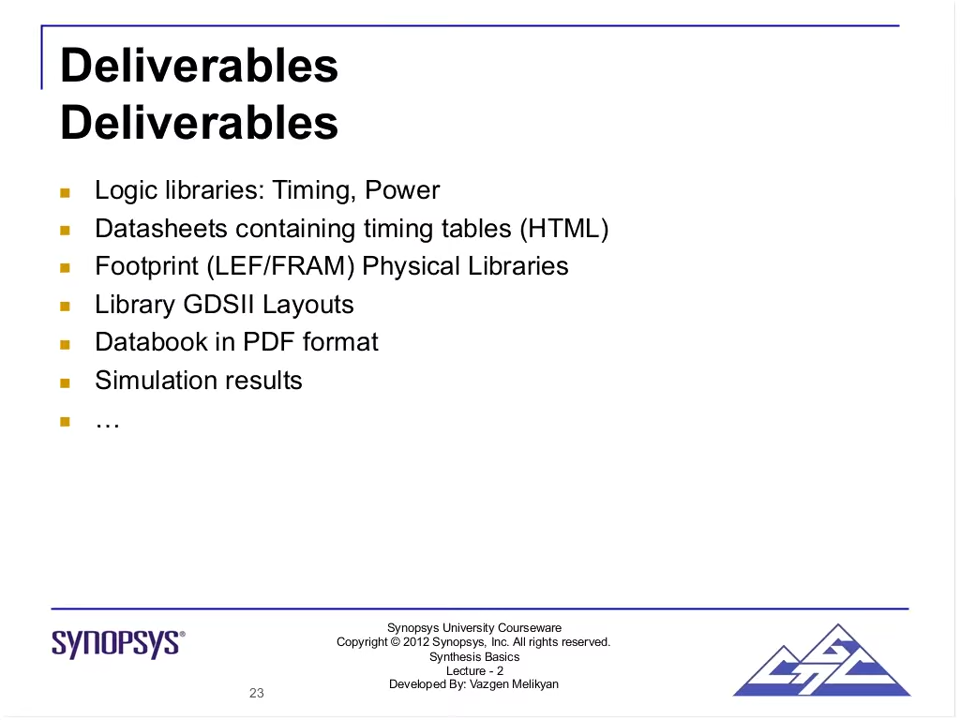 Deliverables
Deliverables
Logic libraries: Timing, Power
Datasheets containing timing tables (HTML)
Footprint (LEF/FRAM) Physical Libraries
Library GDSII Layouts
Databook in PDF format
Simulation results
…
SYNOPSYS®
Synopsys University Courseware
Copyright © 2012 Synopsys, Inc. All rights reserved.
Synthesis Basics
Lecture - 2
Developed By: Vazgen Melikyan
23